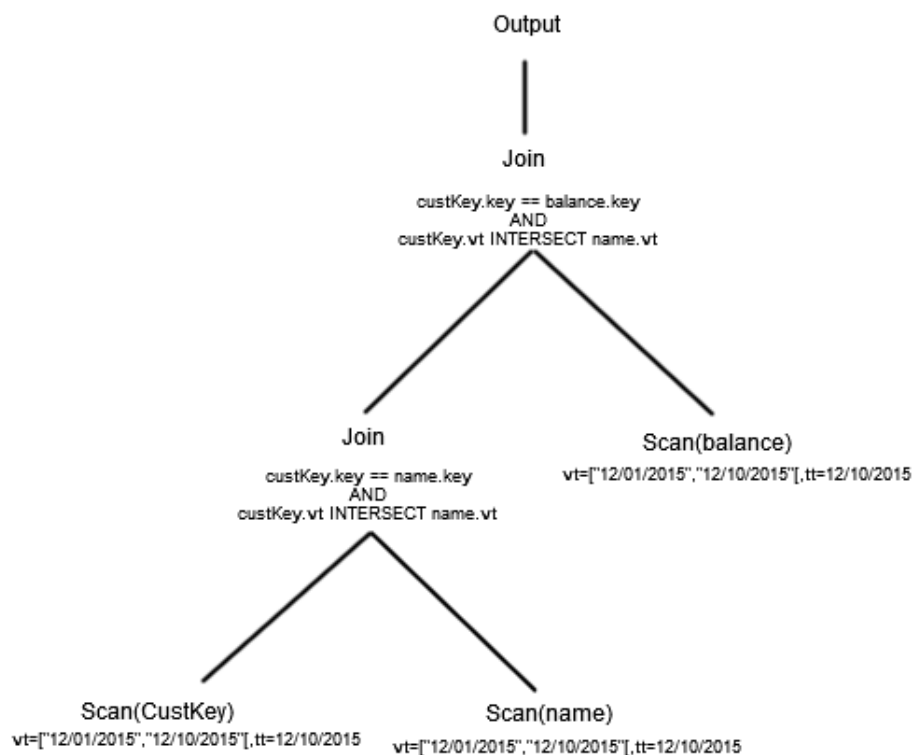 Output
Join
custKey.key == balance.key
AND
custKey.vt INTERSECT name.vt
Join
custKey.key == name.key
AND
custKey.vt INTERSECT name.vt
Scan(balance)
vt=["12/01/2015","12/10/2015"[,tt=12/10/2015
Scan(CustKey)
vt=["12/01/2015","12/10/2015"[,tt=12/10/2015
Scan(name)
vt=["12/01/2015","12/10/2015"[,tt=12/10/2015